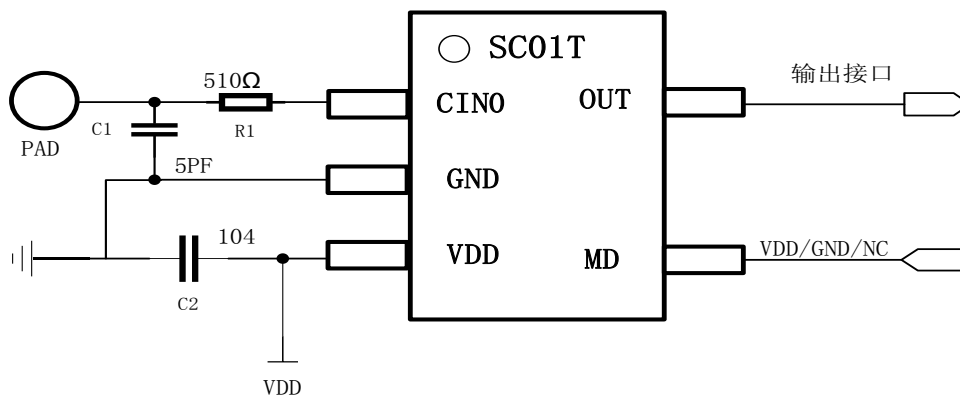 SC01T
输出接口
510Ω
CIN0
OUT
C1
R1
PAD
5PF
GND
104
VDD
MD
VDD/GND/NC
C2
VDD